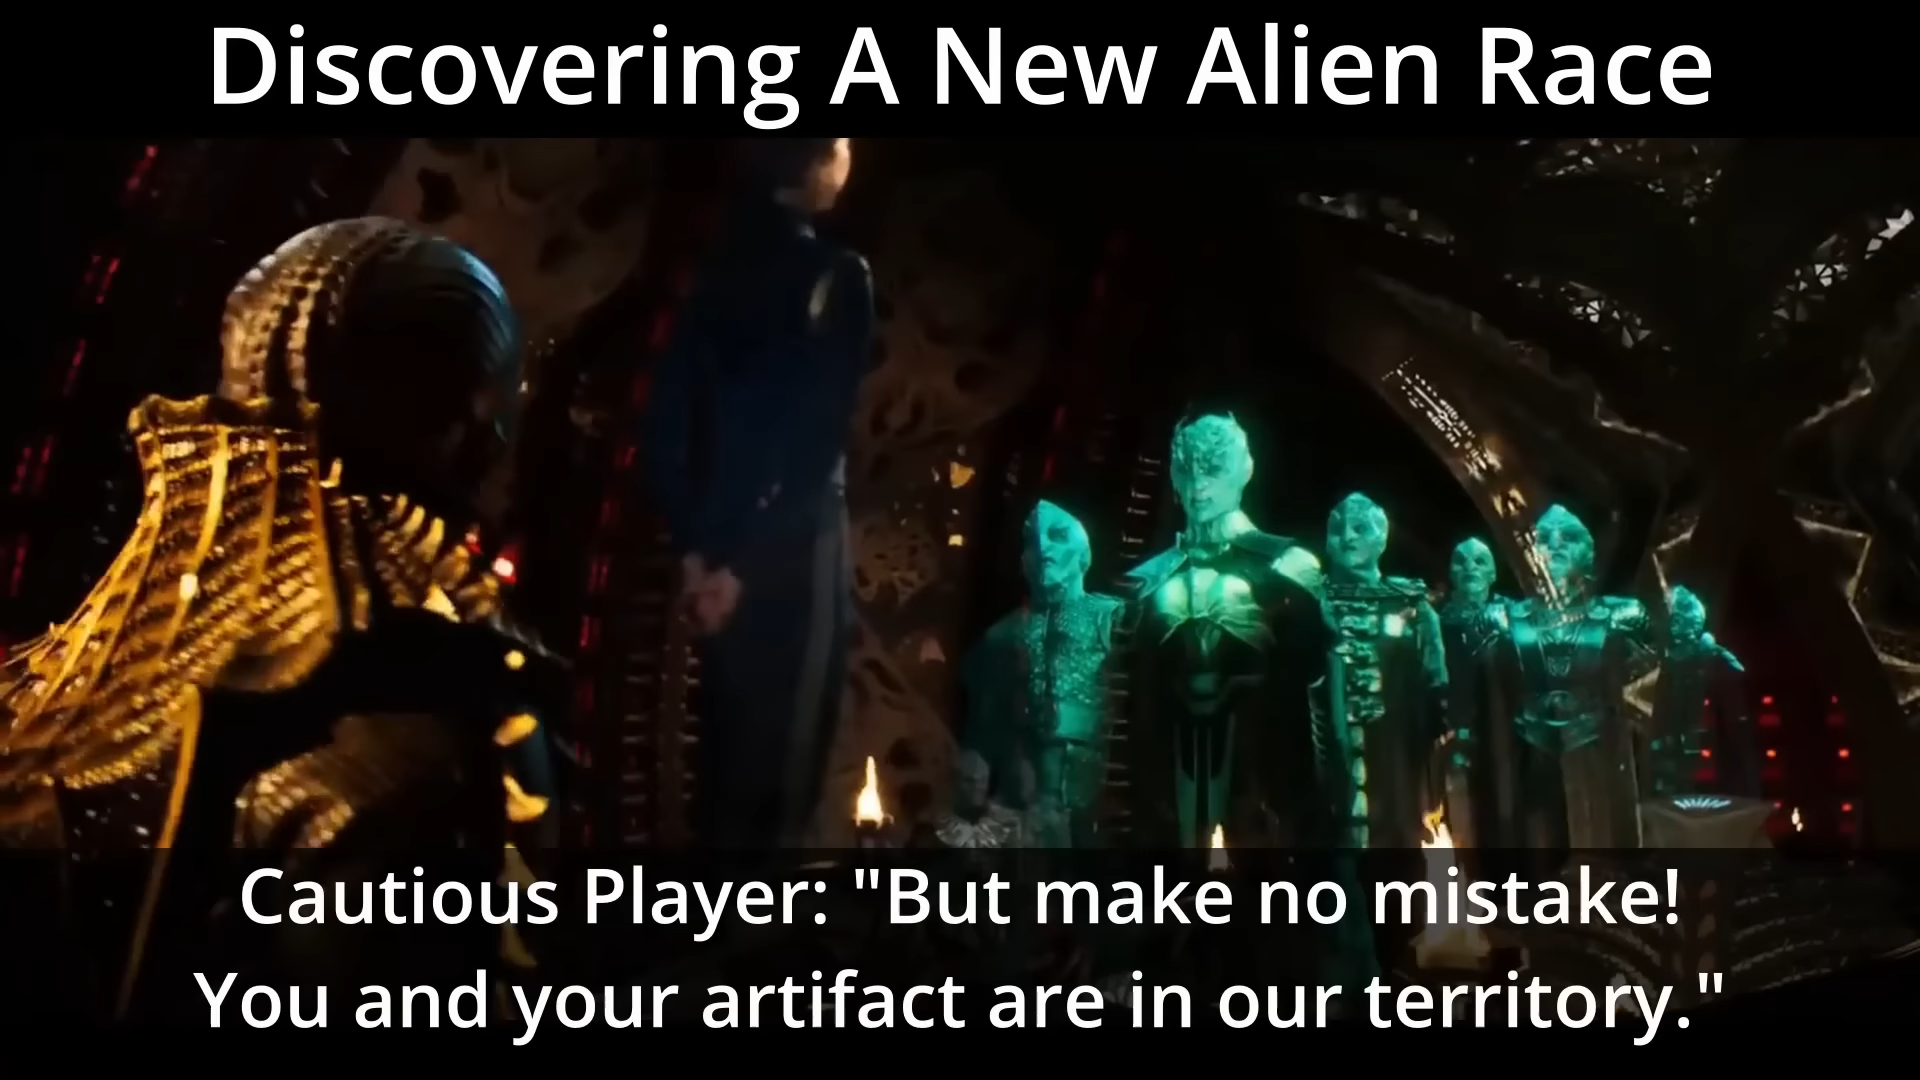 Discovering A New Alien Race
Cautious Player: "But make no mistake!
You and your artifact are in our territory."